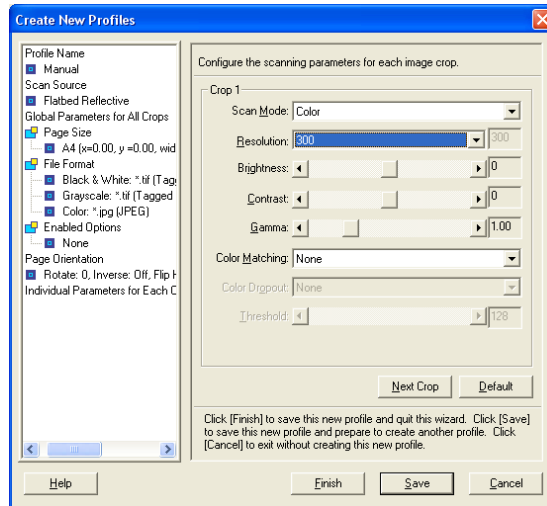 Create New Profiles
Profile Name
Manual
Scan Source
Flatbed Reflective
Global Parameters for All Crops
Page Size
A4 (x=0.00, y =0.00, wid
File Format
Black & White: *.tif (Tag
Grayscale: *.tif (Tagged
Color: *.jpg (JPEG)
Enabled Options
None
Page Orientation
Rotate: 0, Inverse: Off, Flip H
Individual Parameters for Each C
Configure the scanning parameters for each image crop.
Crop 1
Scan Mode: Color
Resolution: 300 300
Brightness: 0
Contrast: 0
Gamma: 1.00
Color Matching: None
Color Dropout: None
Threshold: 128
Next Crop Default
Click [Finish] to save this new profile and quit this wizard. Click [Save]
to save this new profile and prepare to create another profile. Click
[Cancel] to exit without creating this new profile.
Help Finish Save Cancel